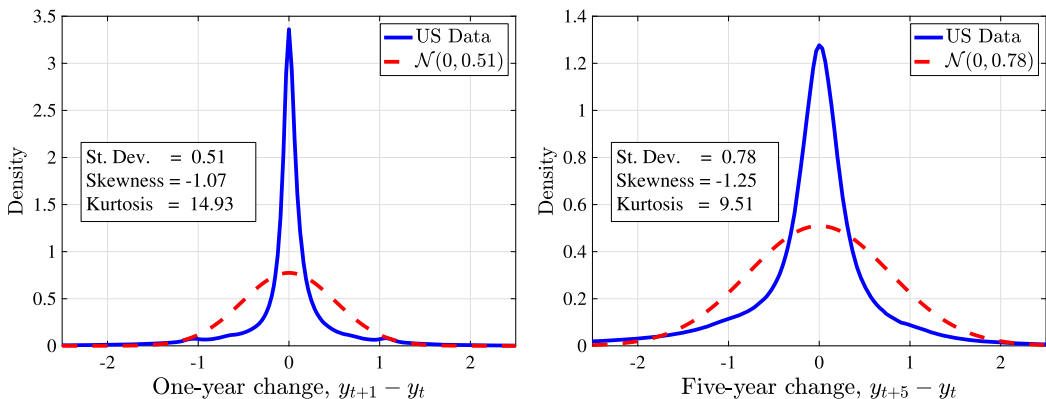 3.5
3
2.5
2
1.5
1
0.5
0
Density
US Data
N(0, 0.51)
St. Dev. = 0.51
Skewness = -1.07
Kurtosis = 14.93
-2 -1 0 1 2
One-year change, y_{t+1} − y_t
1.4
1.2
1
0.8
0.6
0.4
0.2
0
Density
US Data
N(0, 0.78)
St. Dev. = 0.78
Skewness = -1.25
Kurtosis = 9.51
-2 -1 0 1 2
Five-year change, y_{t+5} − y_t